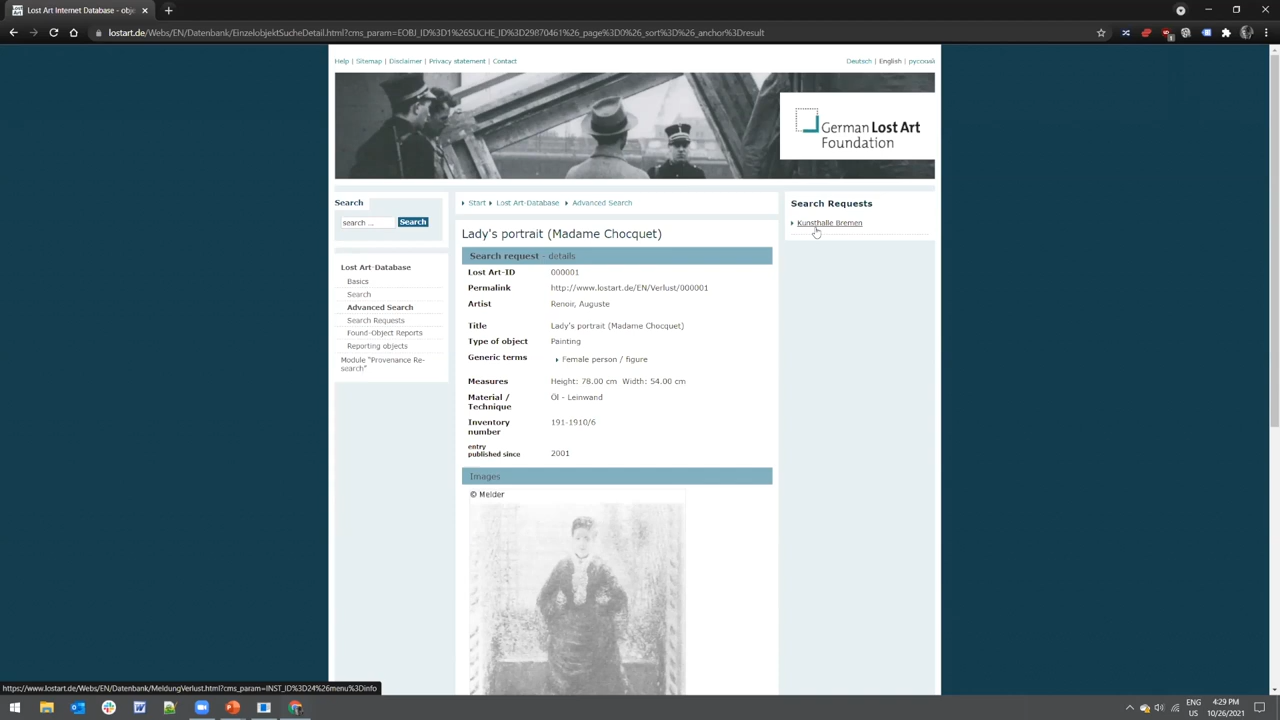 Lost Art Internet Database - obje
lostart.de/Webs/EN/Datenbank/EinzelobjektSucheDetail.html?cms_param=EOBJ_ID%3D1%26SUCHE_ID%3D29870461%26_page%3D0%26_sort%3D%26_anchor%3Dresult
Help | Sitemap | Disclaimer | Privacy statement | Contact
Deutsch | English | русский
German Lost Art
Foundation
Search
search ...
Search
Lost Art-Database
Basics
Search
Advanced Search
Search Requests
Found-Object Reports
Reporting objects
Module "Provenance Re-
search"
Start Lost Art-Database Advanced Search
Lady's portrait (Madame Chocquet)
Search request - details
Lost Art-ID 000001
Permalink http://www.lostart.de/EN/Verlust/000001
Artist Renoir, Auguste
Title Lady's portrait (Madame Chocquet)
Type of object Painting
Generic terms Female person / figure
Measures Height: 78.00 cm Width: 54.00 cm
Material / Öl - Leinwand
Technique
Inventory 191-1910/6
number
entry
published since 2001
Images
© Melder
Search Requests
Kunsthalle Bremen
https://www.lostart.de/Webs/EN/Datenbank/MeldungVerlust.html?cms_param=INST_ID%3D24%26menu%3Dinfo
ENG 4:29 PM
10/26/2021